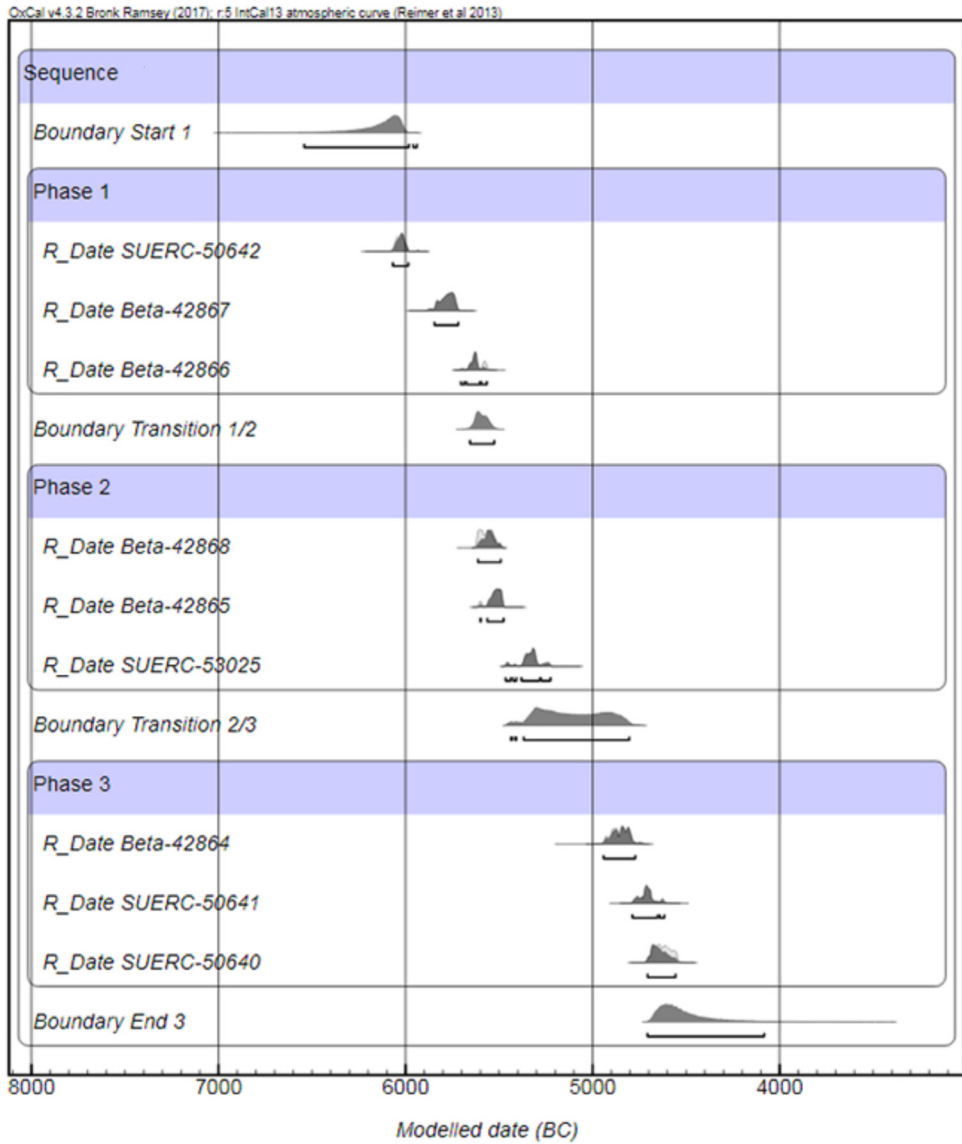 OxCal v4.3.2 Bronk Ramsey (2017); r:5 IntCal13 atmospheric curve (Reimer et al 2013)
Sequence
Boundary Start 1
Phase 1
R_Date SUERC-50642
R_Date Beta-42867
R_Date Beta-42866
Boundary Transition 1/2
Phase 2
R_Date Beta-42868
R_Date Beta-42865
R_Date SUERC-53025
Boundary Transition 2/3
Phase 3
R_Date Beta-42864
R_Date SUERC-50641
R_Date SUERC-50640
Boundary End 3
8000 7000 6000 5000 4000
Modelled date (BC)